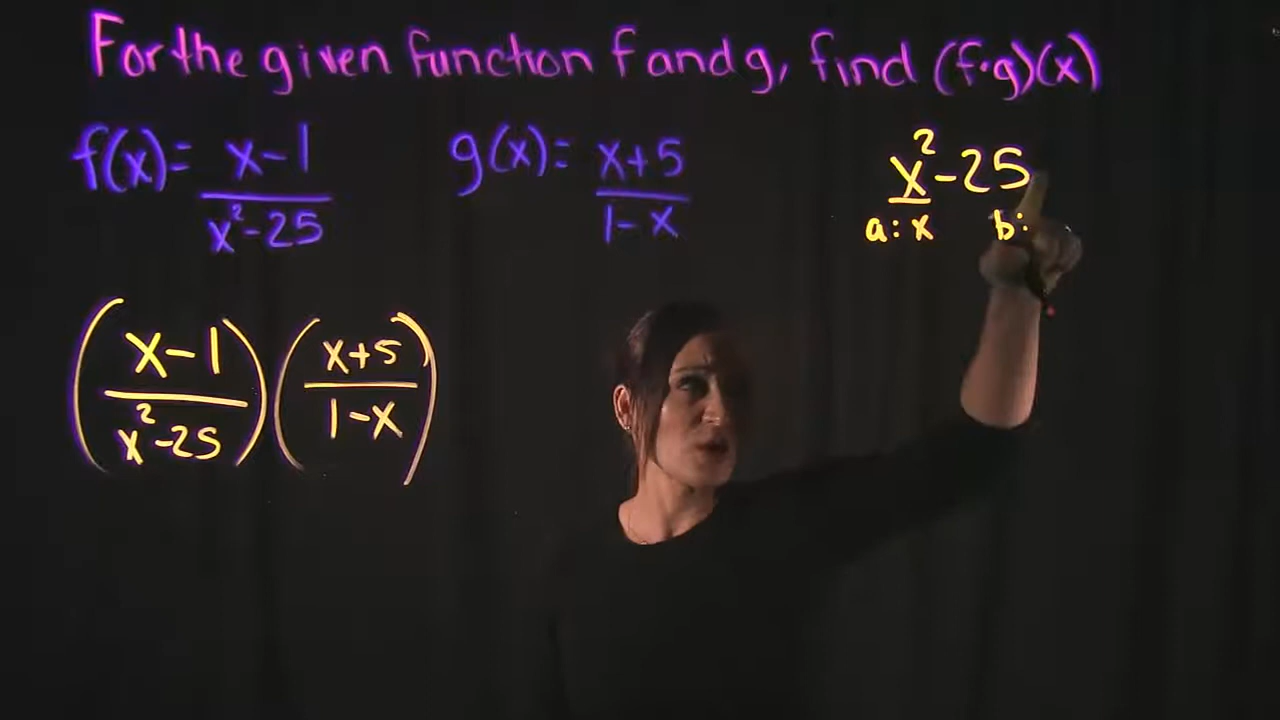 For the given function f and g, find (f·g)(x)
f(x)= x-1 / x²-25
g(x)= x+5 / 1-x
x²-25
a: x b:
(x-1 / x²-25) (x+5 / 1-x)